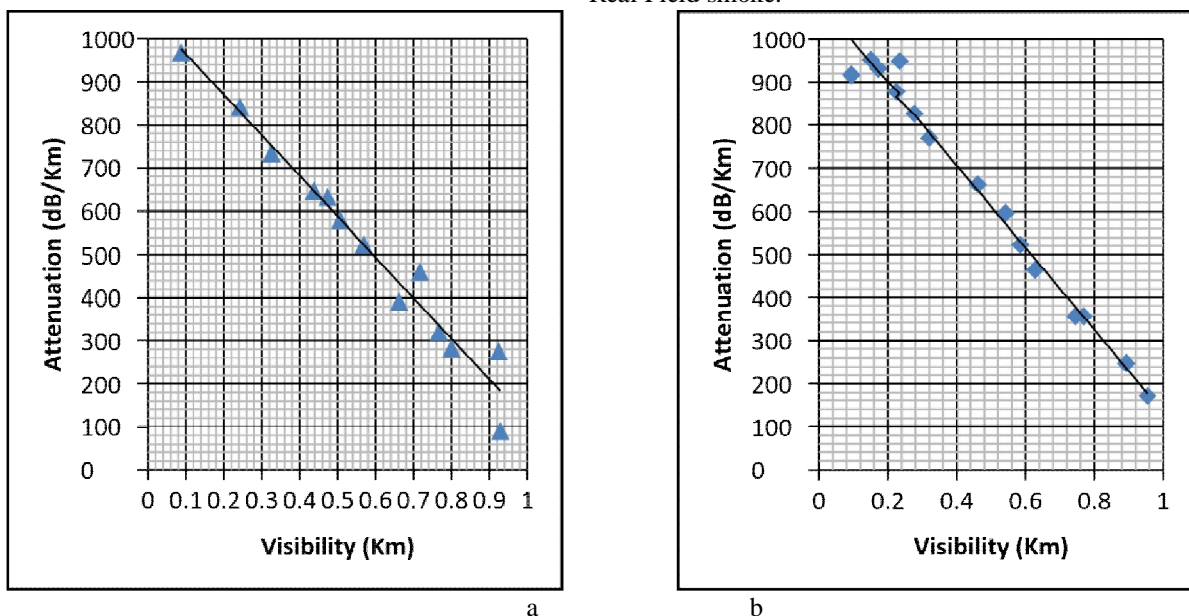 Real Field smoke.
1000
900
800
700
600
500
400
300
200
100
0
Attenuation (dB/Km)
0 0.1 0.2 0.3 0.4 0.5 0.6 0.7 0.8 0.9 1
Visibility (Km)
a
1000
900
800
700
600
500
400
300
200
100
0
Attenuation (dB/Km)
0 0.2 0.4 0.6 0.8 1
Visibility (Km)
b